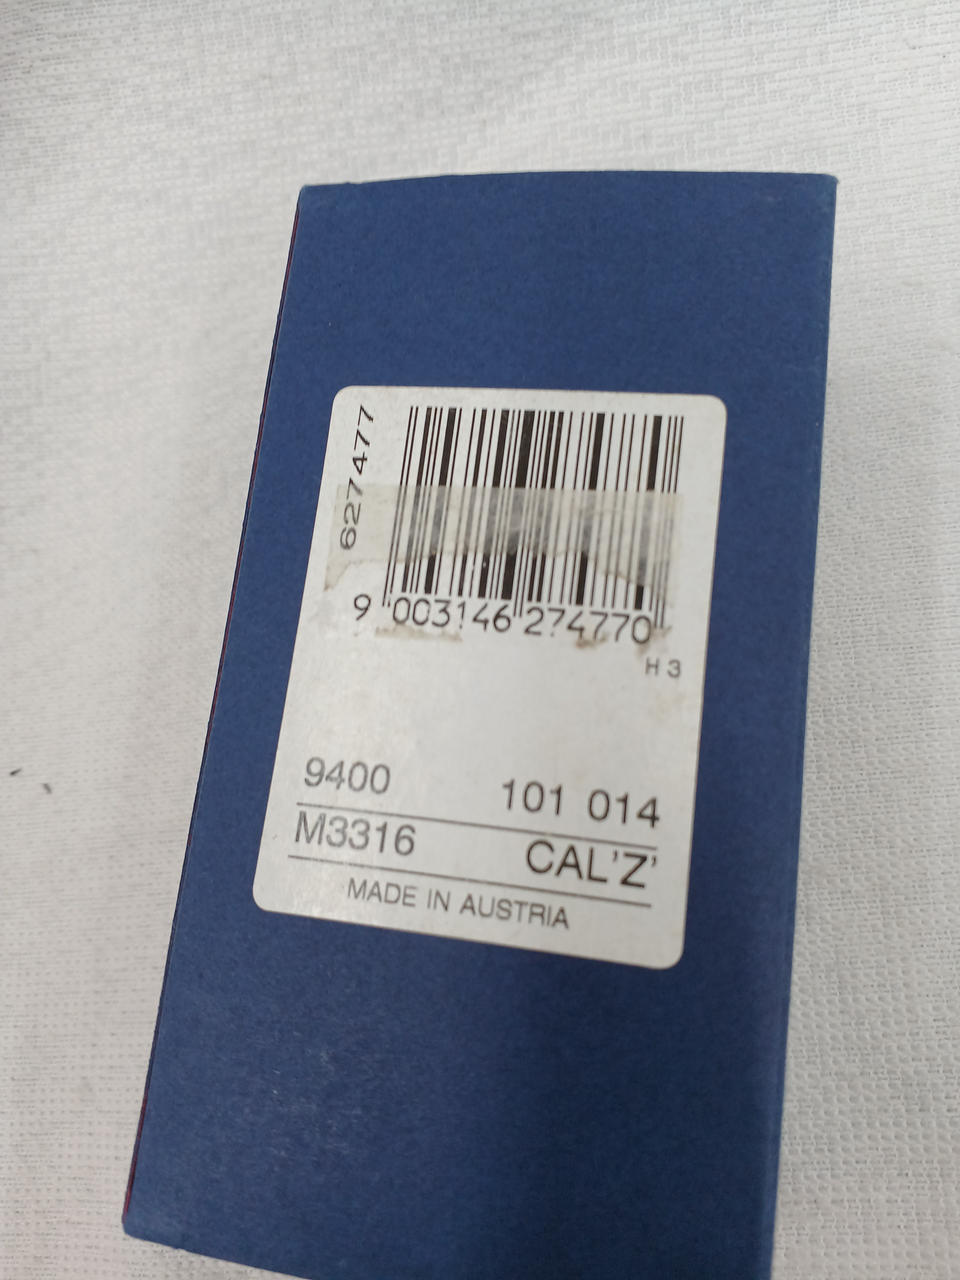 627477
9 003146 274770
H 3
9400 101 014
M3316 CAL'Z'
MADE IN AUSTRIA